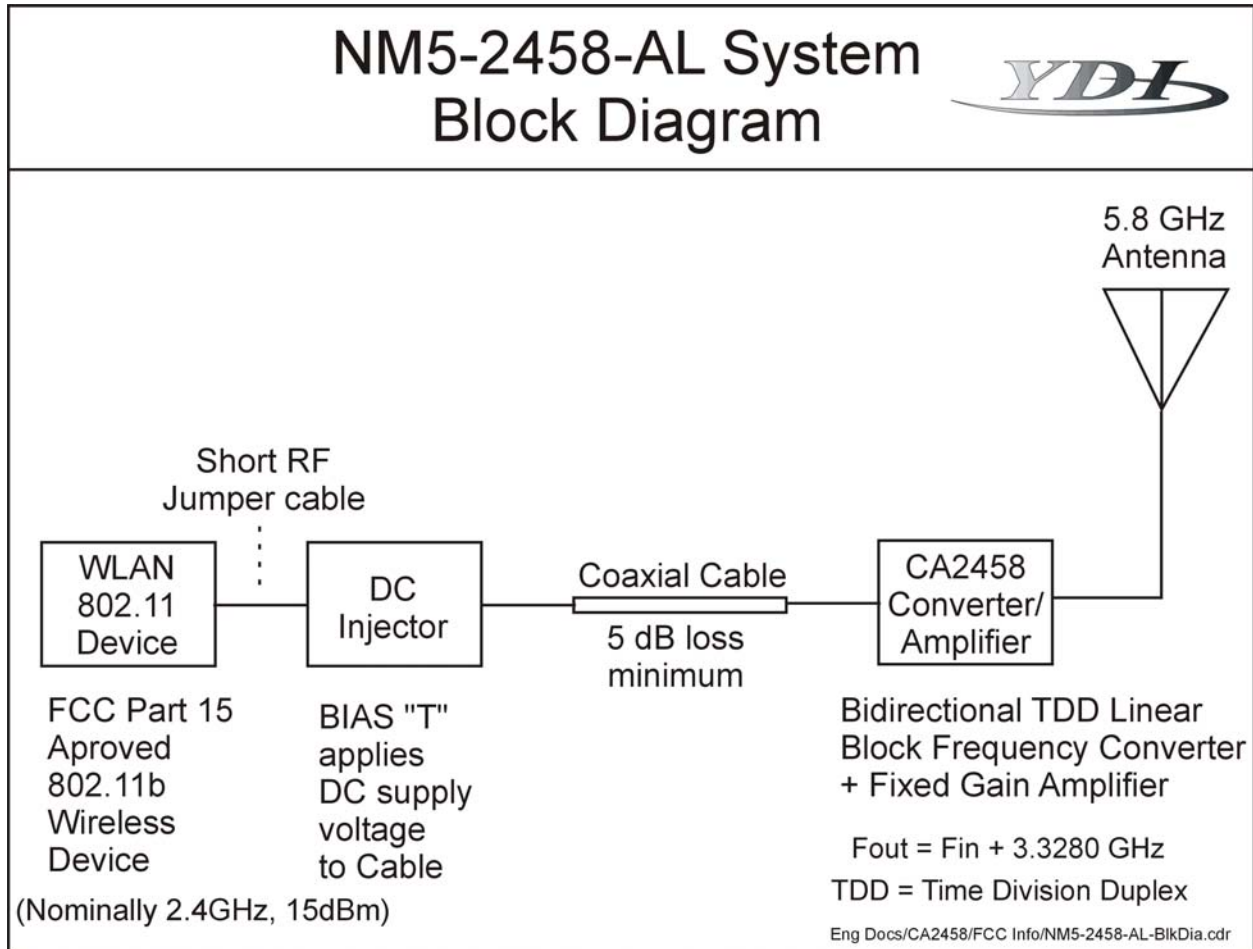 NM5-2458-AL System
Block Diagram
YDI
5.8 GHz
Antenna
Short RF
Jumper cable
WLAN
802.11
Device
DC
Injector
Coaxial Cable
5 dB loss
minimum
CA2458
Converter/
Amplifier
FCC Part 15
Aproved
802.11b
Wireless
Device
(Nominally 2.4GHz, 15dBm)
BIAS "T"
applies
DC supply
voltage
to Cable
Bidirectional TDD Linear
Block Frequency Converter
+ Fixed Gain Amplifier
Fout = Fin + 3.3280 GHz
TDD = Time Division Duplex
Eng Docs/CA2458/FCC Info/NM5-2458-AL-BlkDia.cdr